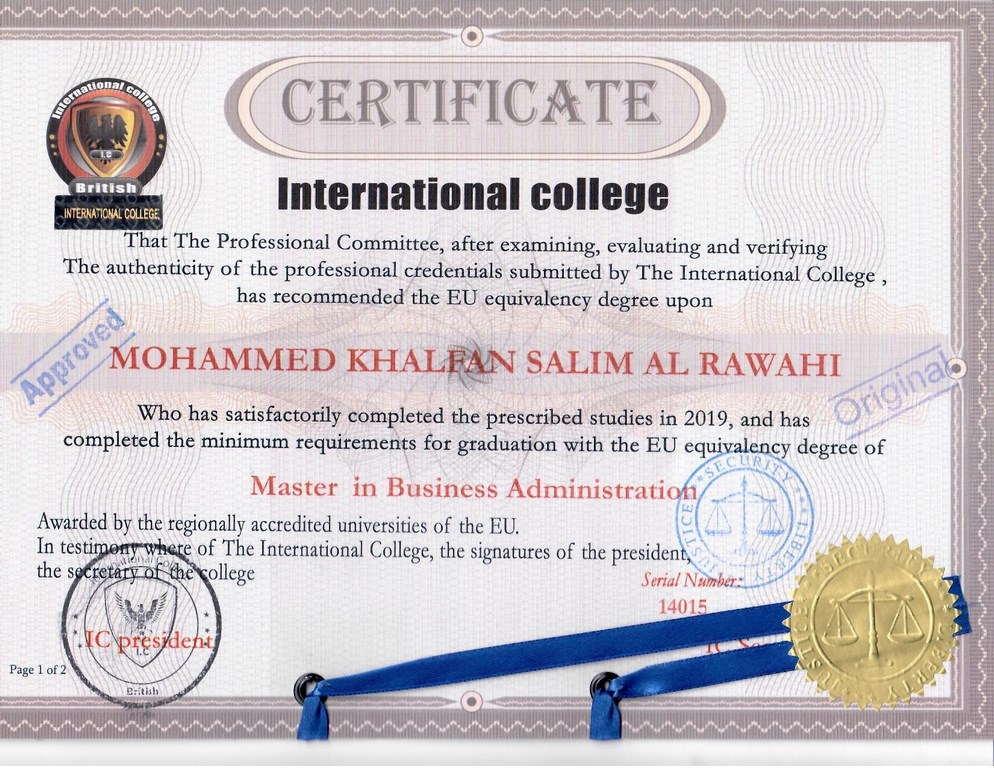 International college
I.C
British
INTERNATIONAL COLLEGE
CERTIFICATE
International college
That The Professional Committee, after examining, evaluating and verifying
The authenticity of the professional credentials submitted by The International College ,
has recommended the EU equivalency degree upon
Approved
MOHAMMED KHALFAN SALIM AL RAWAHI
Original
Who has satisfactorily completed the prescribed studies in 2019, and has
completed the minimum requirements for graduation with the EU equivalency degree of
Master in Business Administration
SECURITY
JUSTICE
LIBERTY
Awarded by the regionally accredited universities of the EU.
In testimony where of The International College, the signatures of the president,
the secretary of the college
Serial Number:
14015
International
IC president
I.C
British
IC
Page 1 of 2